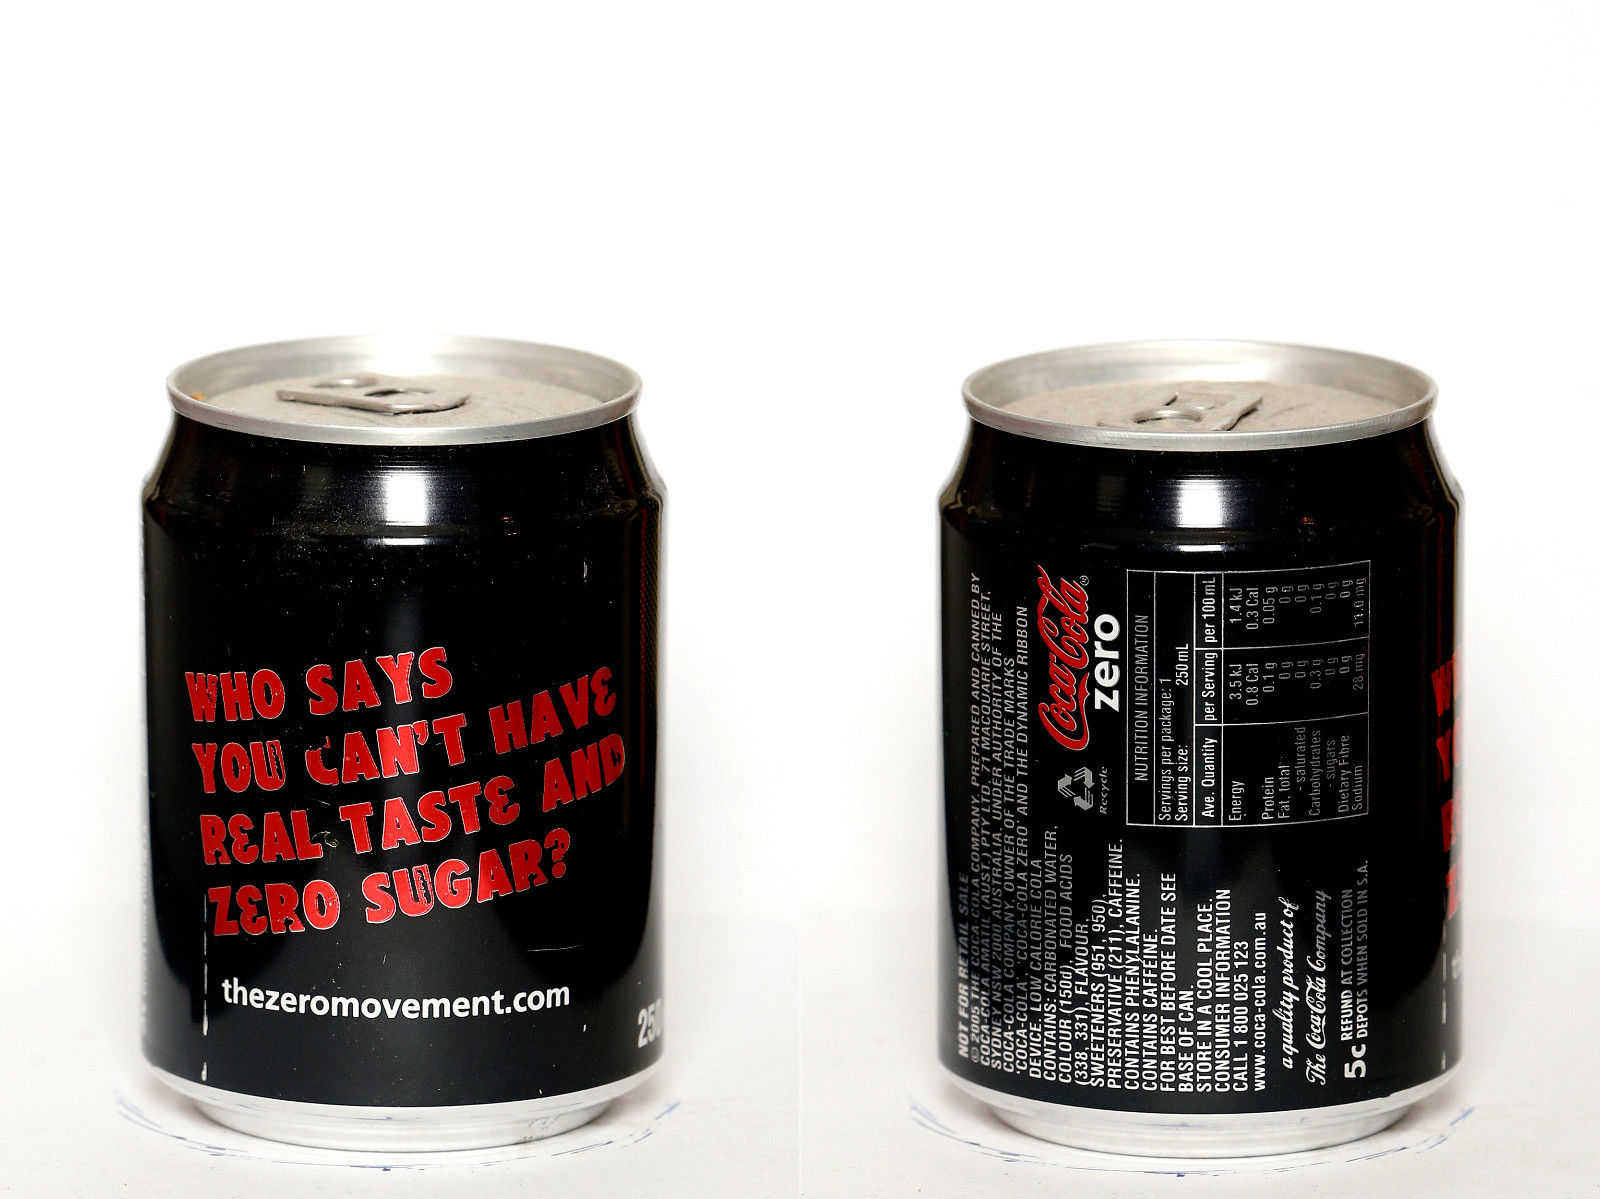 WHO SAYS
YOU CAN'T HAVE
REAL TASTE AND
ZERO SUGAR?
thezeromovement.com
250
NOT FOR RETAIL SALE
© 2005 THE COCA-COLA COMPANY. PREPARED AND CANNED BY
COCA-COLA AMATIL (AUST.) PTY LTD, 71 MACQUARIE STREET,
SYDNEY NSW 2000 AUSTRALIA, UNDER AUTHORITY OF THE
COCA-COLA COMPANY, OWNER OF THE TRADE MARKS
'COCA-COLA', 'COCA-COLA ZERO' AND THE DYNAMIC RIBBON
DEVICE. LOW CALORIE COLA
CONTAINS: CARBONATED WATER,
COLOUR (150d), FOOD ACIDS
(338, 331), FLAVOUR,
SWEETENERS (951, 950),
PRESERVATIVE (211), CAFFEINE.
CONTAINS PHENYLALANINE.
CONTAINS CAFFEINE.
FOR BEST BEFORE DATE SEE
BASE OF CAN.
STORE IN A COOL PLACE.
CONSUMER INFORMATION
CALL 1 800 025 123
www.coca-cola.com.au
a quality product of
The Coca-Cola Company
5c REFUND AT COLLECTION
DEPOTS WHEN SOLD IN S.A.
Recycle
Coca-Cola®
zero
NUTRITION INFORMATION
Servings per package: 1
Serving size: 250 mL
Ave. Quantity per Serving per 100 mL
Energy 3.5 kJ 1.4 kJ
0.8 Cal 0.3 Cal
Protein 0.1 g 0.05 g
Fat, total 0 g 0 g
- saturated 0 g 0 g
Carbohydrates 0.3 g 0.1 g
- sugars 0 g 0 g
Dietary Fibre 0 g 0 g
Sodium 28 mg 11.0 mg